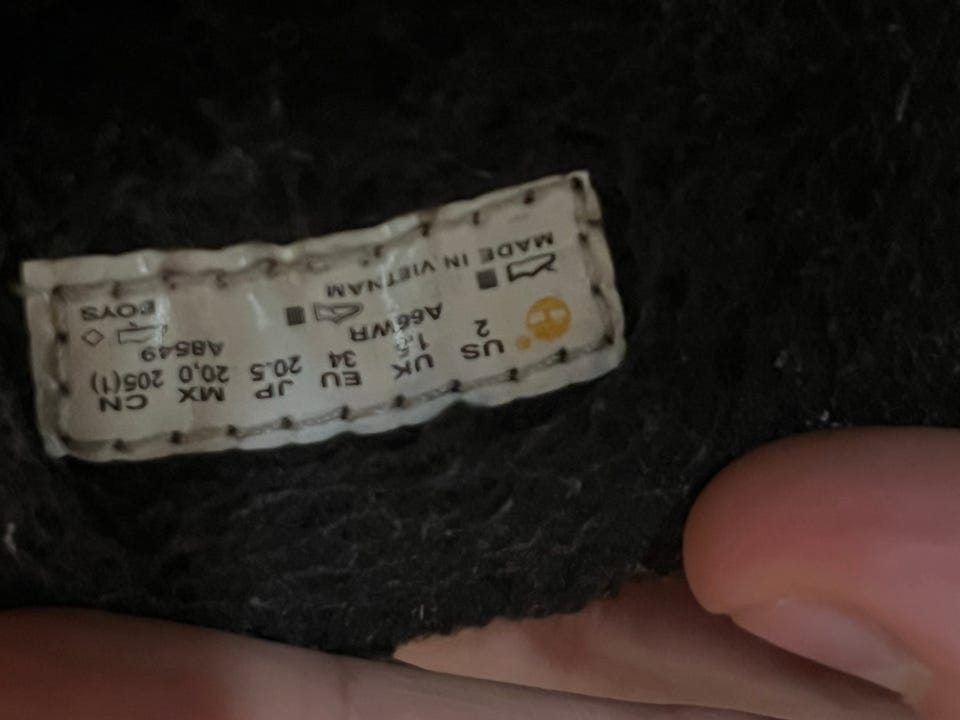 US UK EU JP MX CN
2 1.5 34 20.5 20,0 205(1)
A66WR A8549
MADE IN VIETNAM BOYS